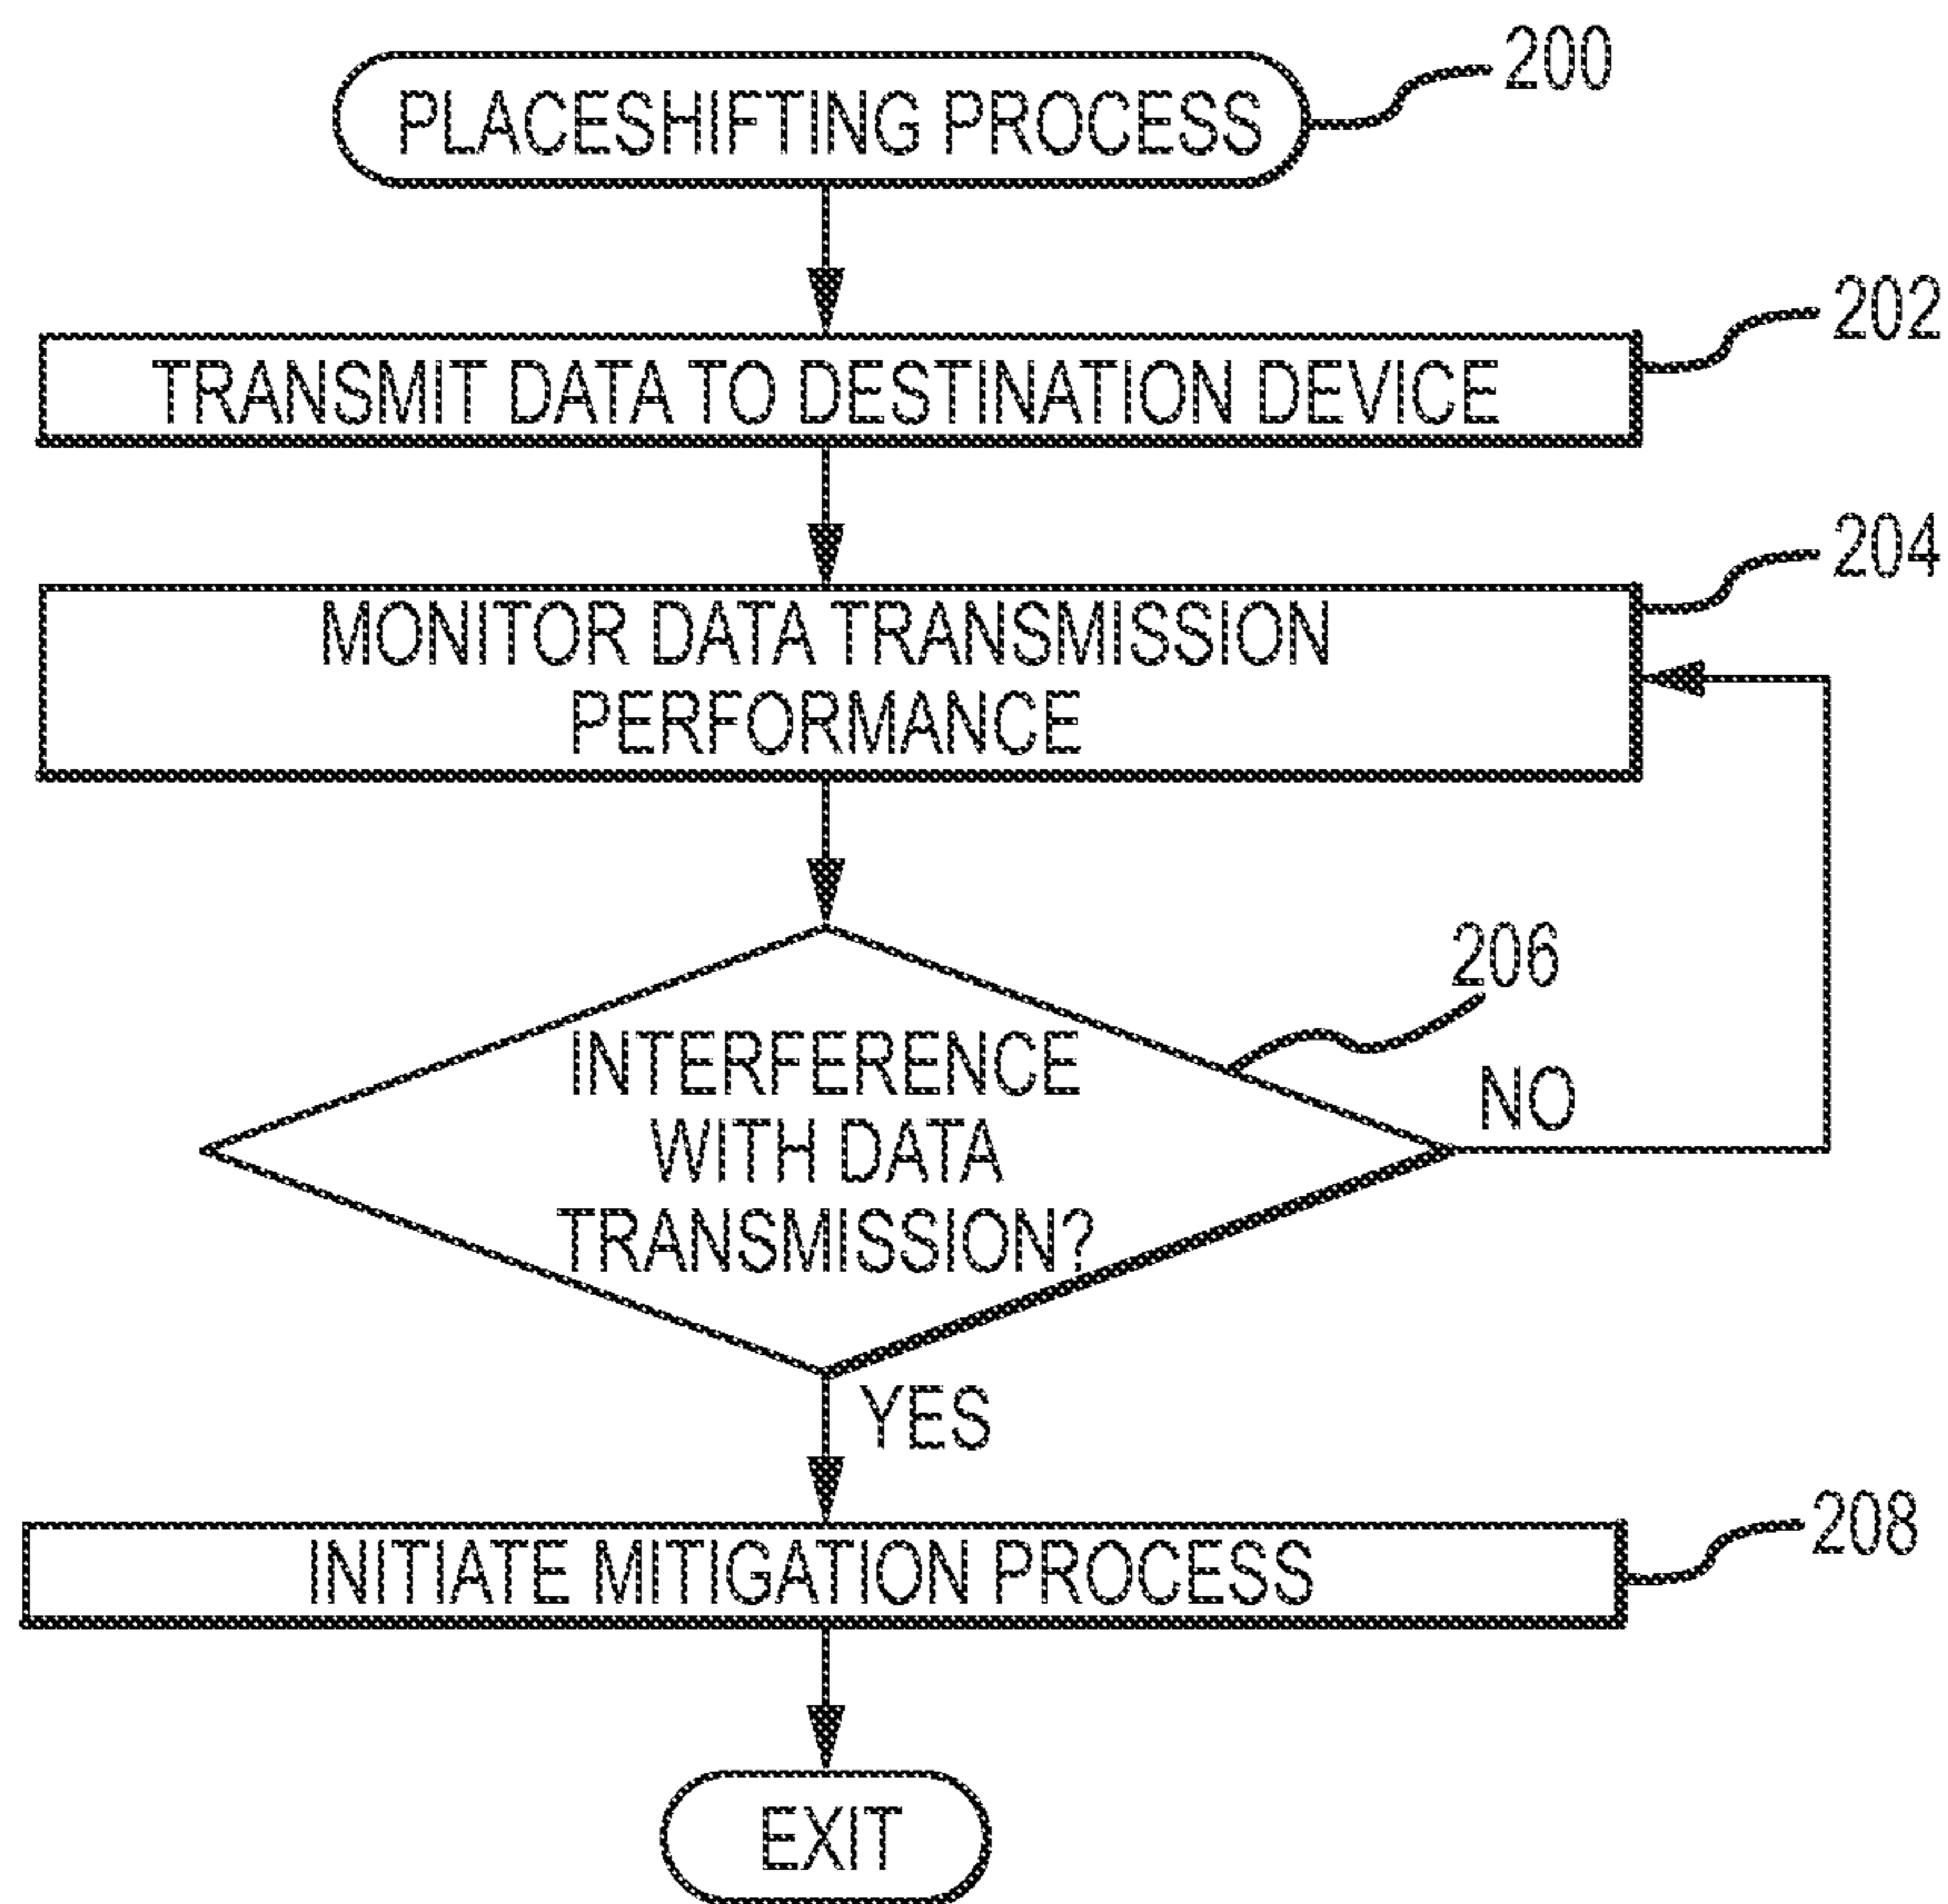 PLACESHIFTING PROCESS
200
TRANSMIT DATA TO DESTINATION DEVICE
202
MONITOR DATA TRANSMISSION
PERFORMANCE
204
INTERFERENCE
WITH DATA
TRANSMISSION?
206
NO
YES
INITIATE MITIGATION PROCESS
208
EXIT